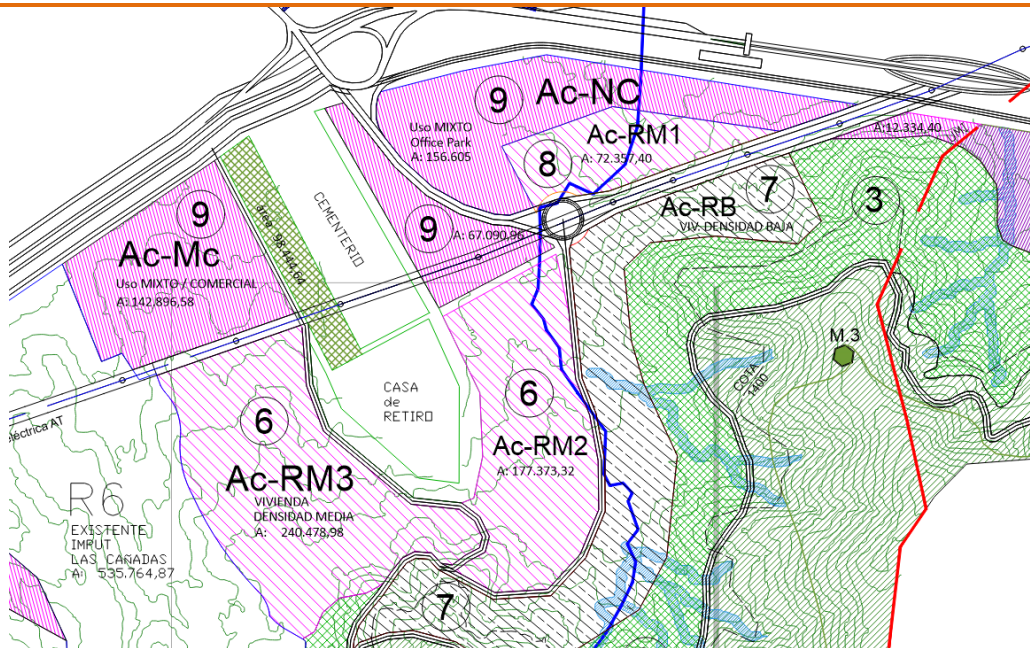 9
Ac-NC
Uso MIXTO
Office Park
A: 156.605
Ac-RM1
A: 72.357,40
8
A:12.334,40
7
Ac-RB
VIV. DENSIDAD BAJA
3
9
Ac-Mc
Uso MIXTO / COMERCIAL
A: 142.896,58
CEMENTERIO
9
A: 67.090,96
M.3
COTA
1400
CASA
de
RETIRO
6
Ac-RM2
A: 177.373,32
6
Ac-RM3
VIVIENDA
DENSIDAD MEDIA
A: 240.478,98
eléctrica AT
R6
EXISTENTE
IMPUT
LAS CAÑADAS
A: 535.764,87
7